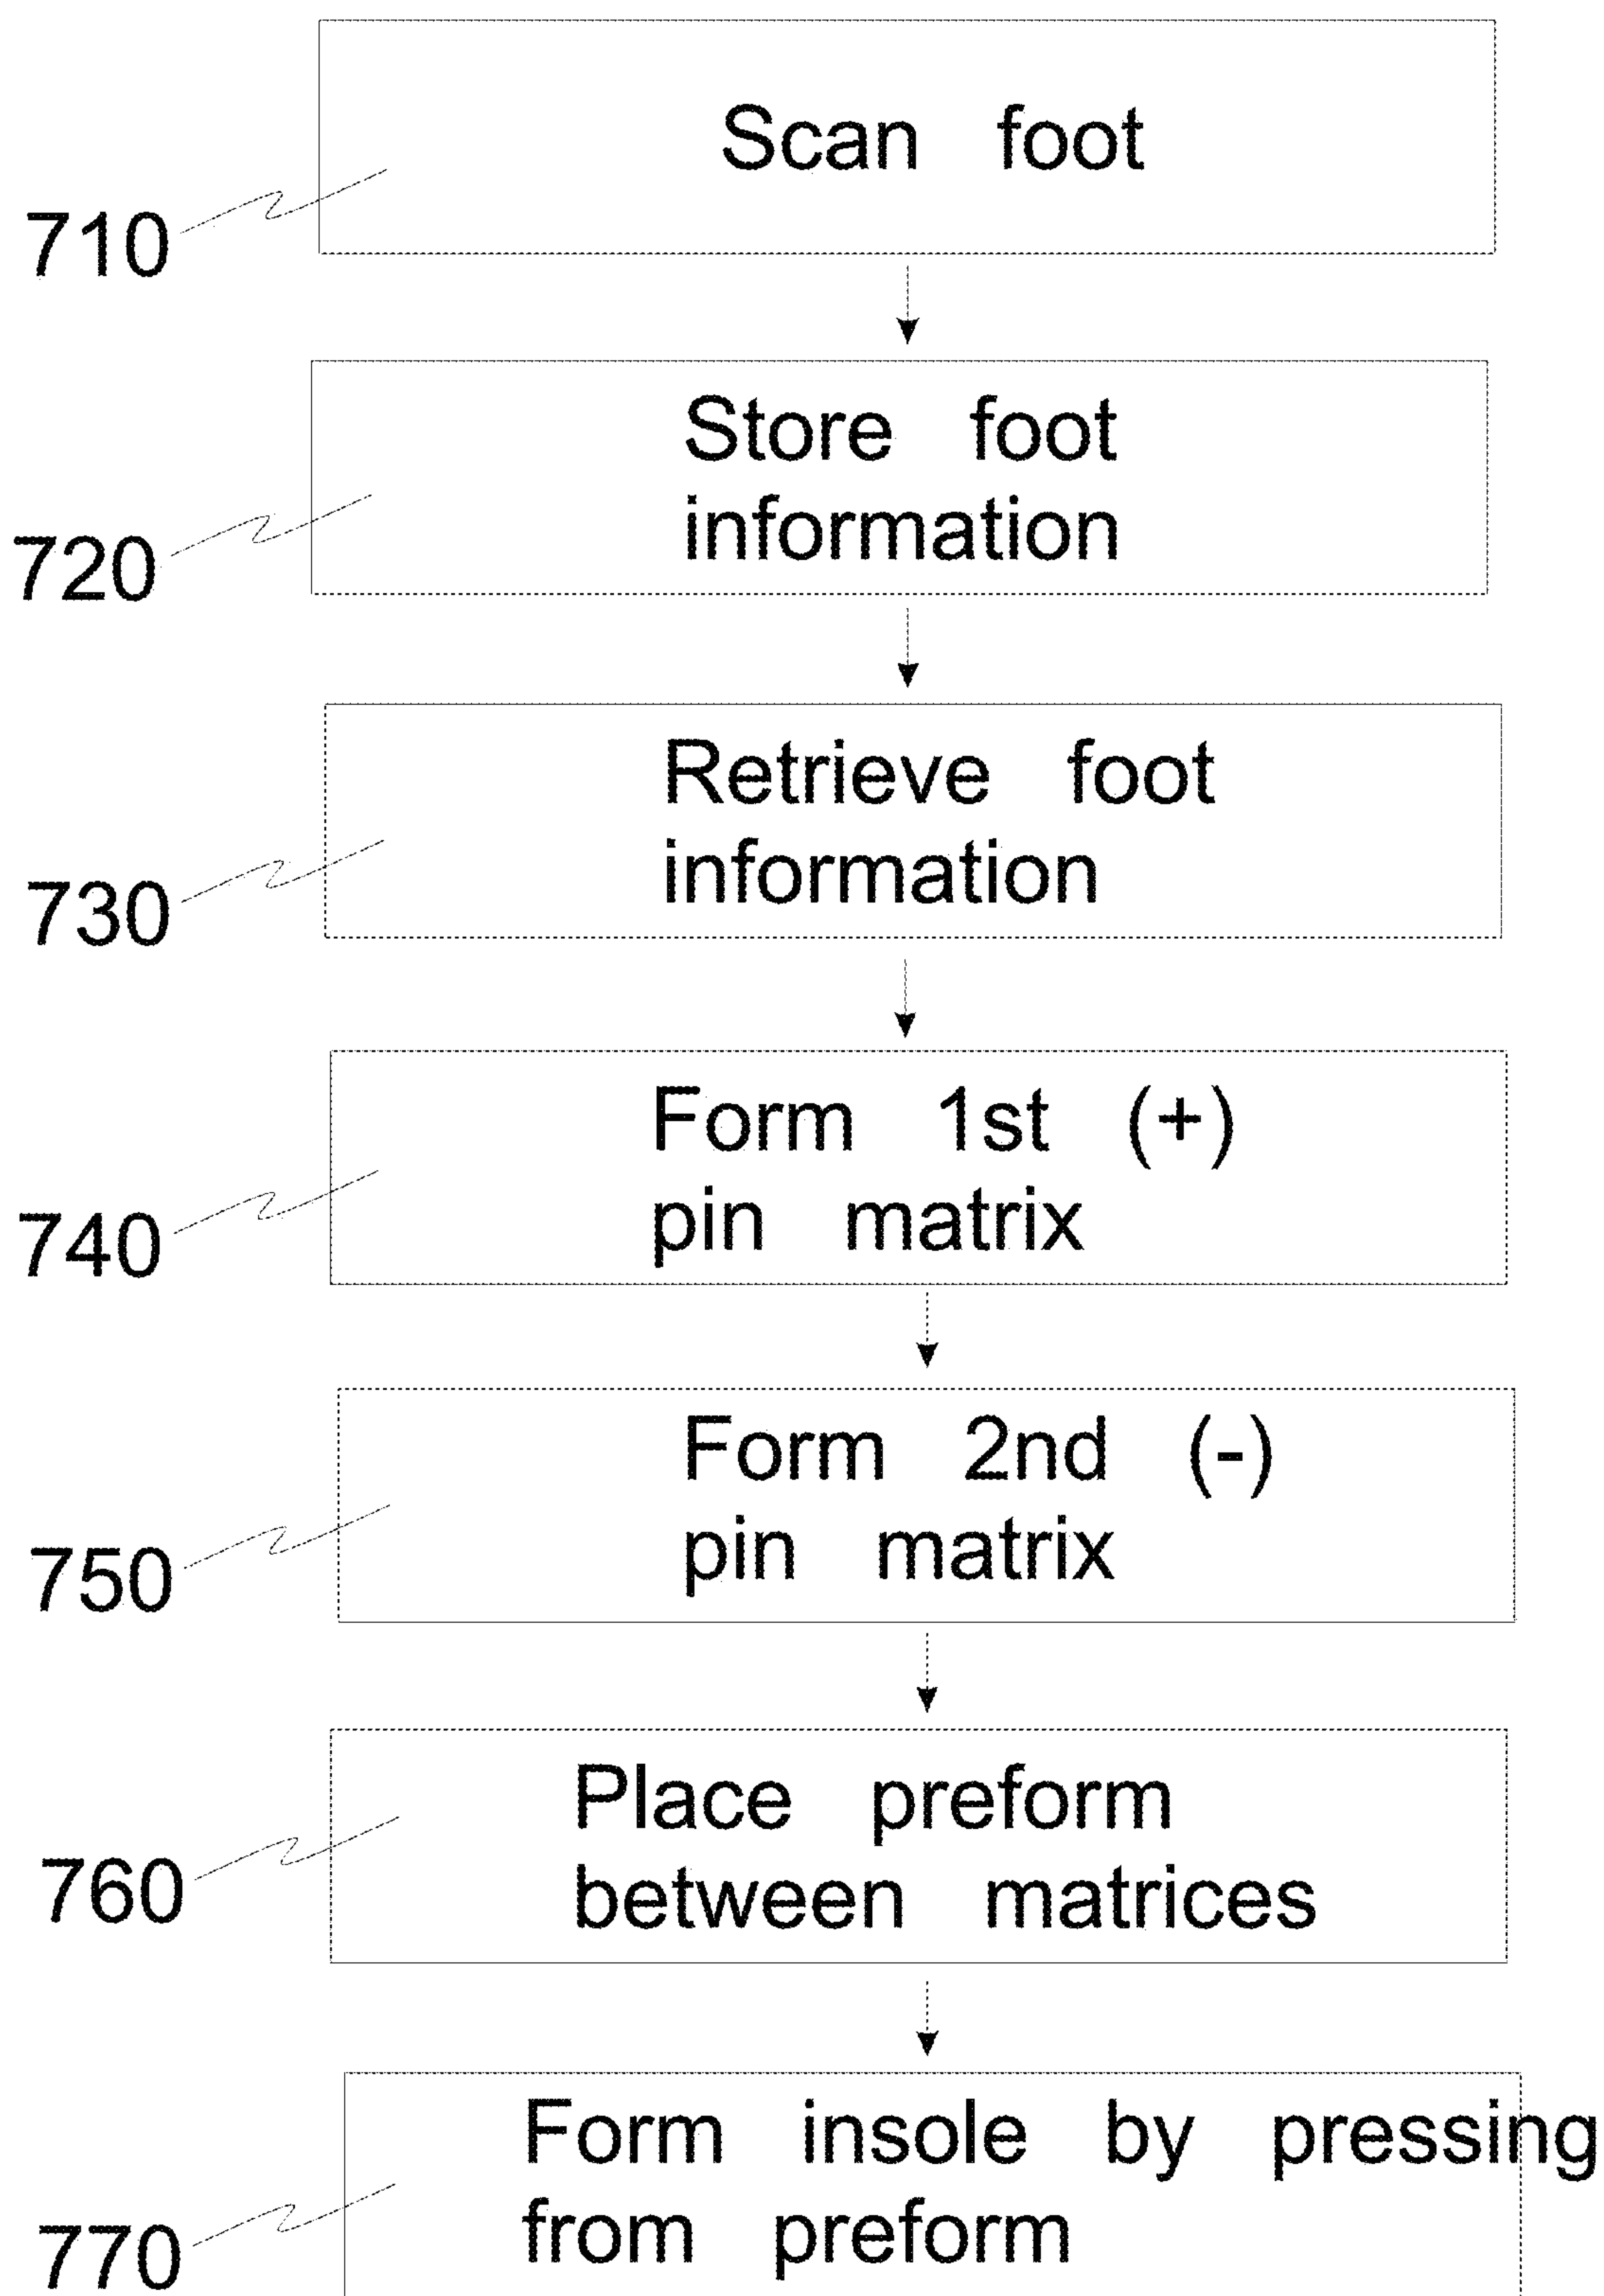 Scan foot
710
Store foot
information
720
Retrieve foot
information
730
Form 1st (+)
pin matrix
740
Form 2nd (-)
pin matrix
750
Place preform
between matrices
760
Form insole by pressing
from preform
770